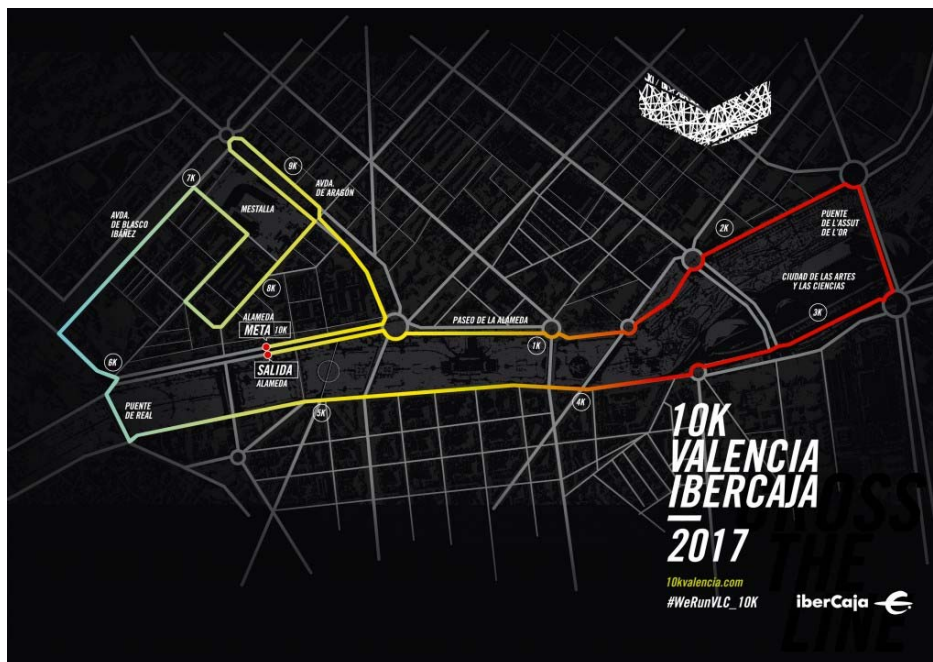 9K
AVDA.
DE ARAGÓN
7K
MESTALLA
AVDA.
DE BLASCO
IBÁÑEZ
2K
PUENTE
DE L'ASSUT
DE L'OR
CIUDAD DE LAS ARTES
Y LAS CIENCIAS
8K
3K
ALAMEDA
META 10K
PASEO DE LA ALAMEDA
1K
6K
SALIDA
ALAMEDA
PUENTE
DE REAL
5K
4K
10K
VALENCIA
IBERCAJA
2017
10kvalencia.com
#WeRunVLC_10K
iberCaja
CROSS
THE
LINE